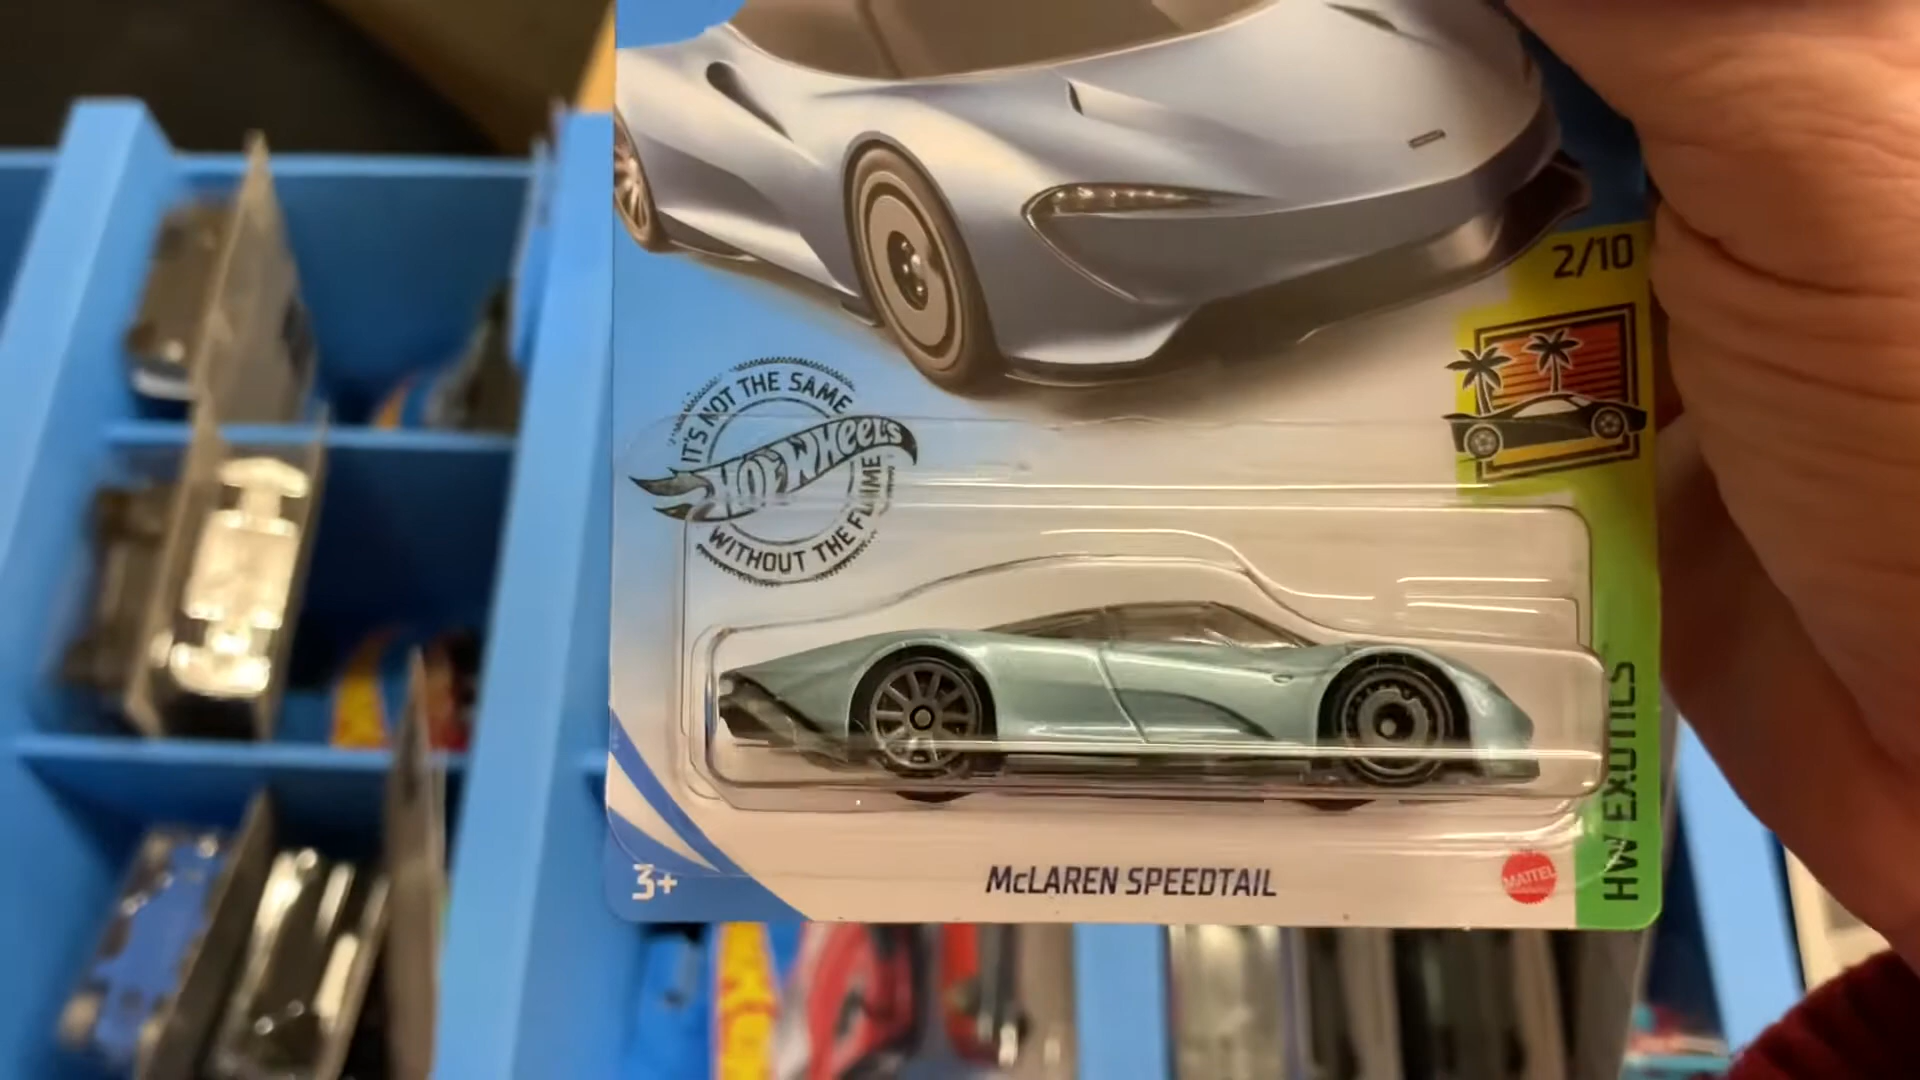 2/10
IT'S NOT THE SAME
HOT WHEELS
WITHOUT THE FLAME
HW EXOTICS
3+
McLAREN SPEEDTAIL
MATTEL